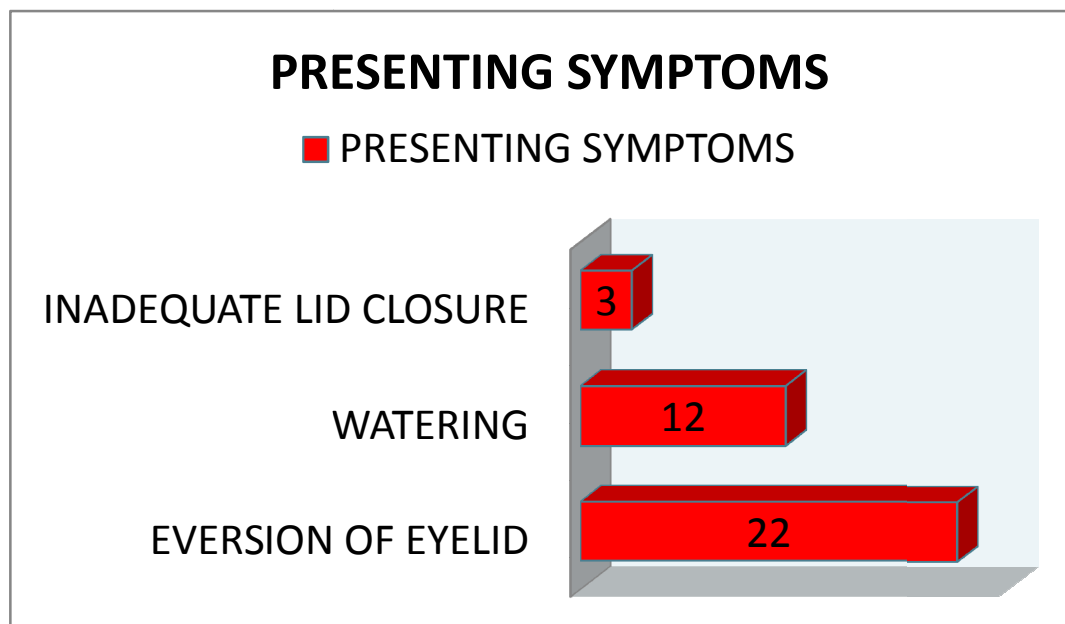 PRESENTING SYMPTOMS
PRESENTING SYMPTOMS
INADEQUATE LID CLOSURE 3
WATERING 12
EVERSION OF EYELID 22